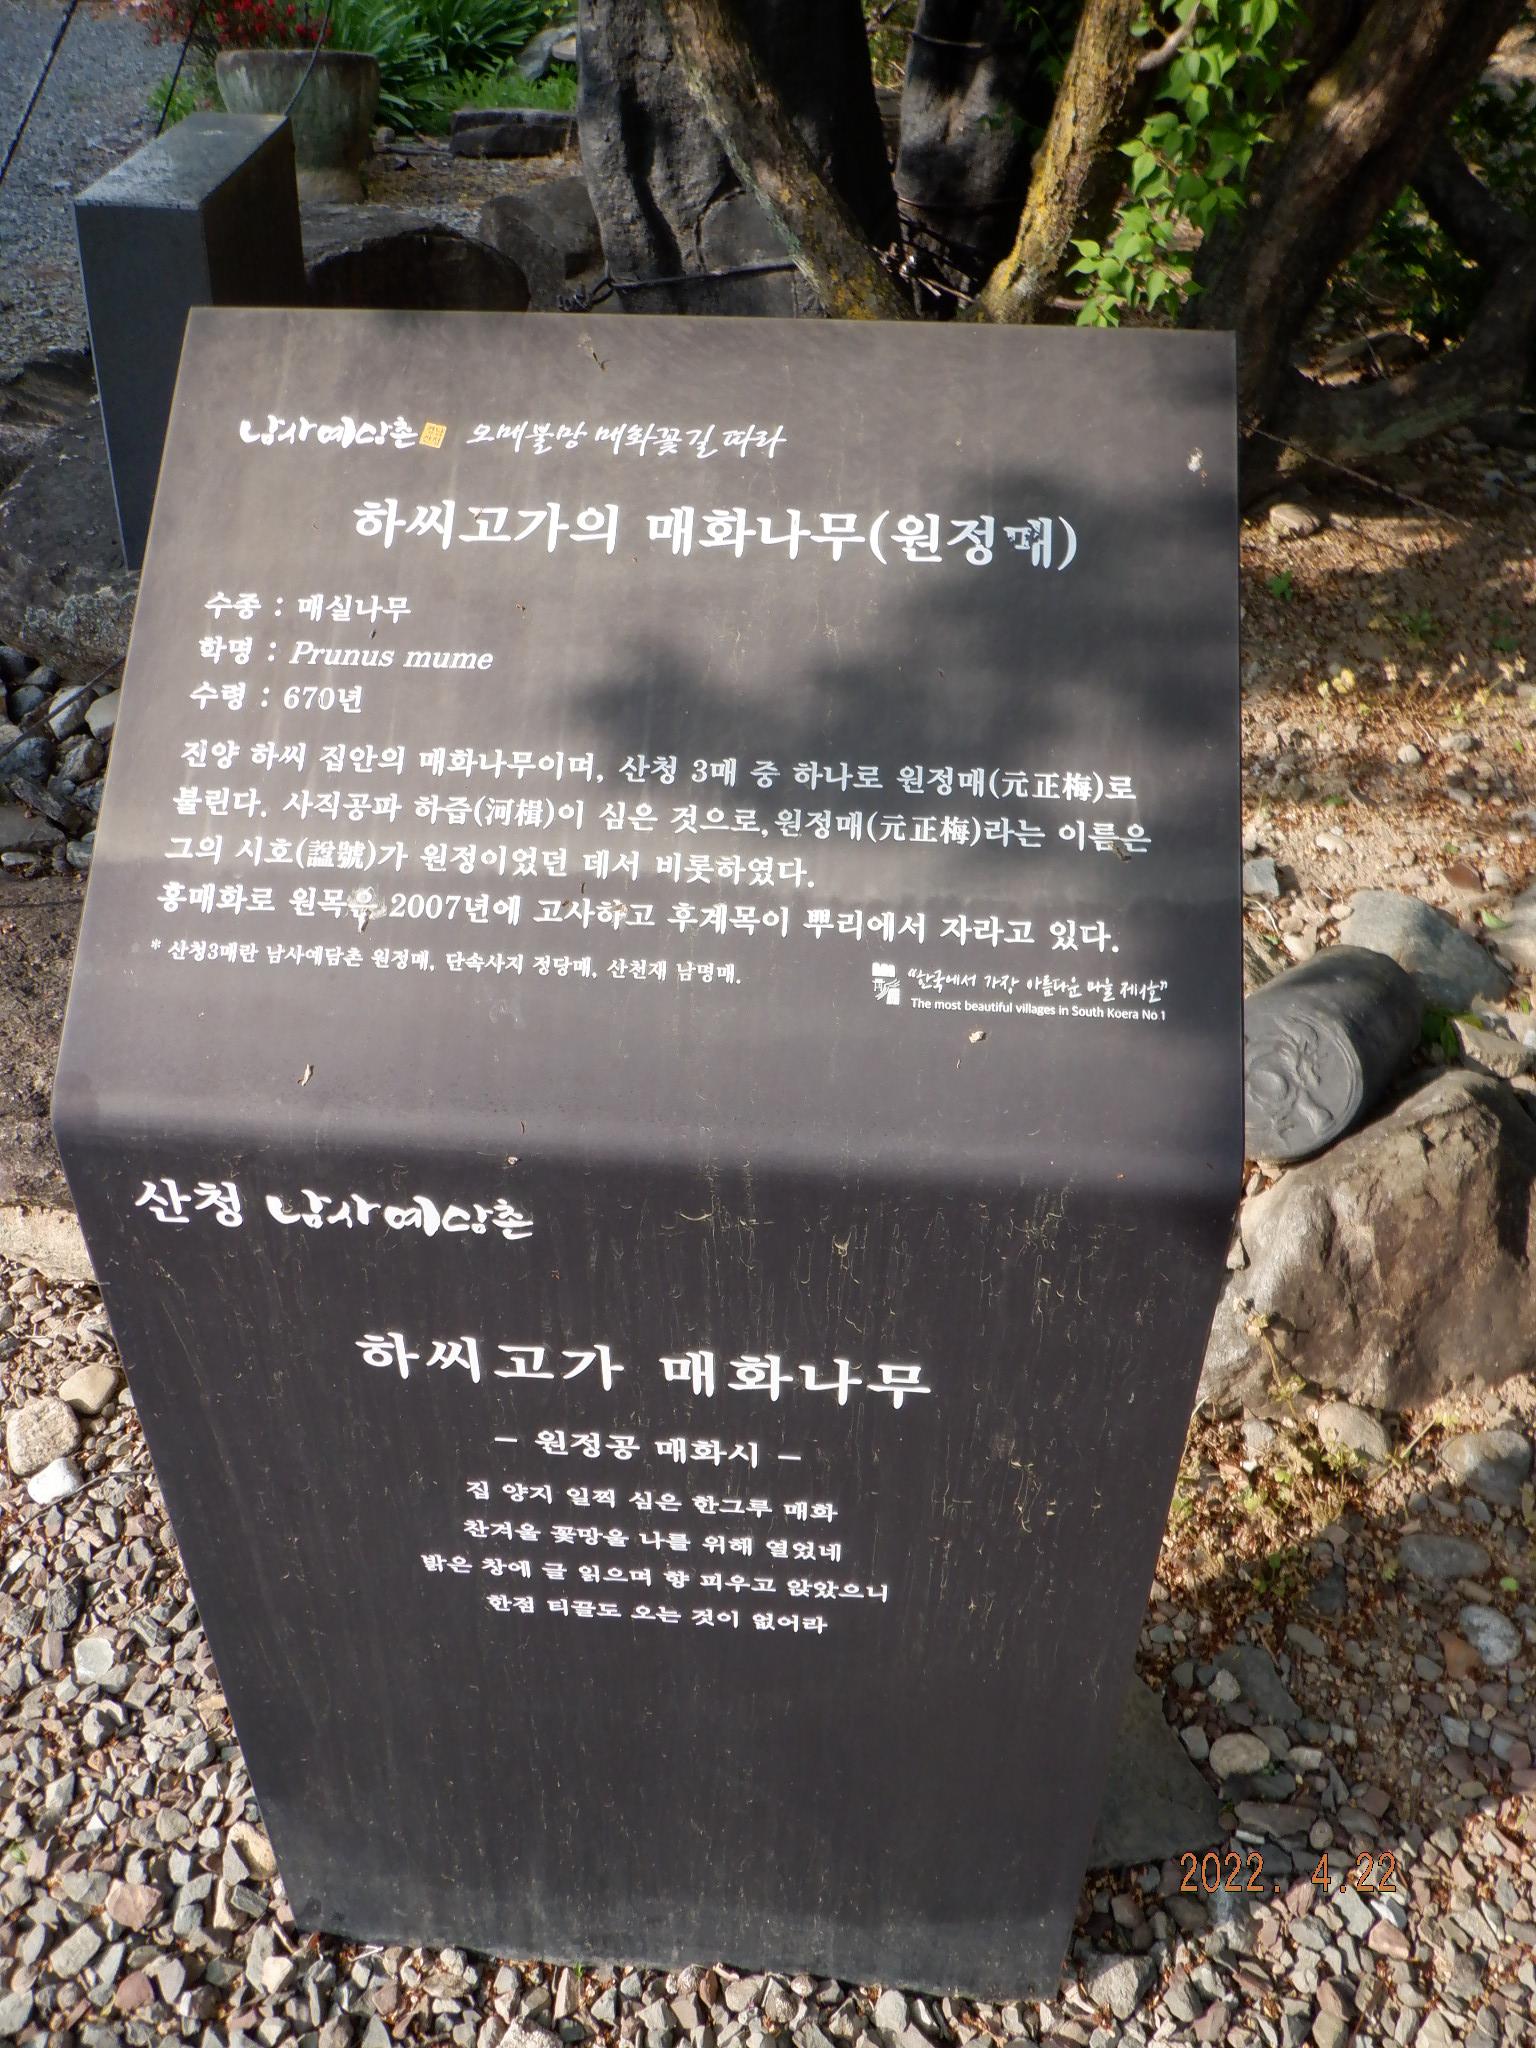 남사예담촌 오매불망 매화꽃길 따라
하씨고가의 매화나무(원정매)
수종 : 매실나무
학명 : Prunus mume
수령 : 670년
진양 하씨 집안의 매화나무이며, 산청 3매 중 하나로 원정매(元正梅)로
불린다. 사직공파 하즙(河楫)이 심은 것으로, 원정매(元正梅)라는 이름은
그의 시호(諡號)가 원정이었던 데서 비롯하였다.
홍매화로 원목은 2007년에 고사하고 후계목이 뿌리에서 자라고 있다.
* 산청3매란 남사예담촌 원정매, 단속사지 정당매, 산천재 남명매.
"한국에서 가장 아름다운 마을 제1호"
The most beautiful villages in South Koera No 1
산청 남사예담촌
하씨고가 매화나무
- 원정공 매화시 -
집 양지 일찍 심은 한그루 매화
찬겨울 꽃망울 나를 위해 열었네
밝은 창에 글 읽으며 향 피우고 앉았으니
한점 티끌도 오는 것이 없어라
2022. 4.22